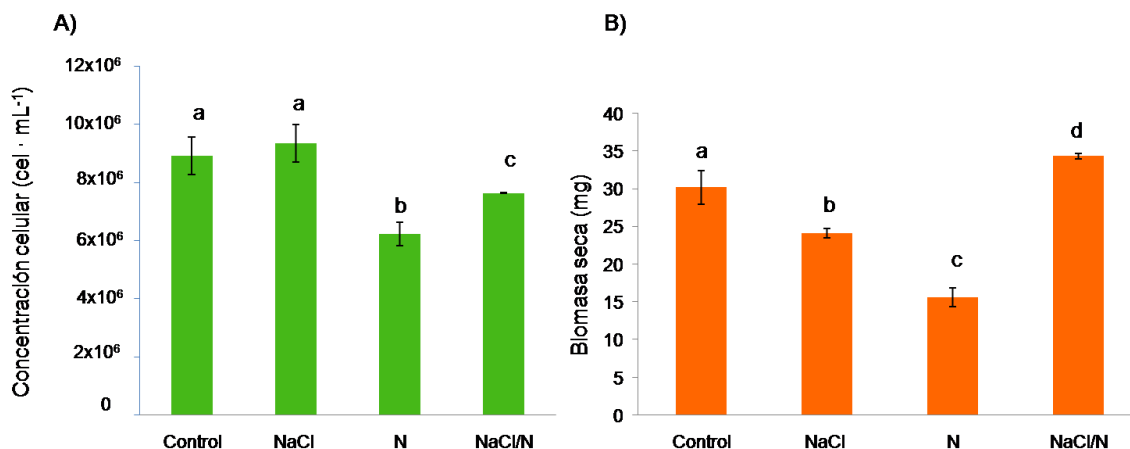 A)
Concentración celular (cel · mL⁻¹)
12x10⁶
10x10⁶
8x10⁶
6x10⁶
4x10⁶
2x10⁶
0
a
a
b
c
Control
NaCl
N
NaCl/N
B)
Biomasa seca (mg)
40
35
30
25
20
15
10
5
0
a
b
c
d
Control
NaCl
N
NaCl/N